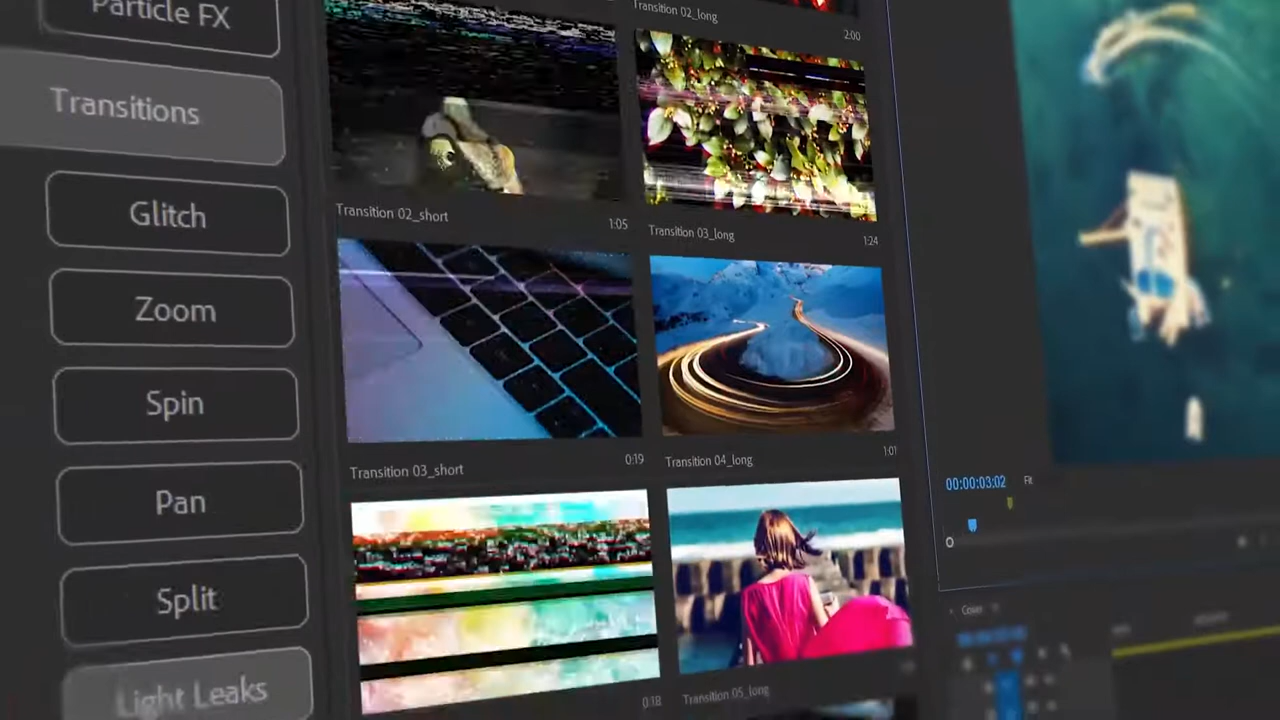 Particle FX
Transitions
Glitch
Zoom
Spin
Pan
Split
Light Leaks
Transition 02_long
2:00
Transition 02_short
1:05
Transition 03_long
1:24
Transition 03_short
0:19
Transition 04_long
1:01
0:18
Transition 05_long
00:00:03:02
Fit
Cover